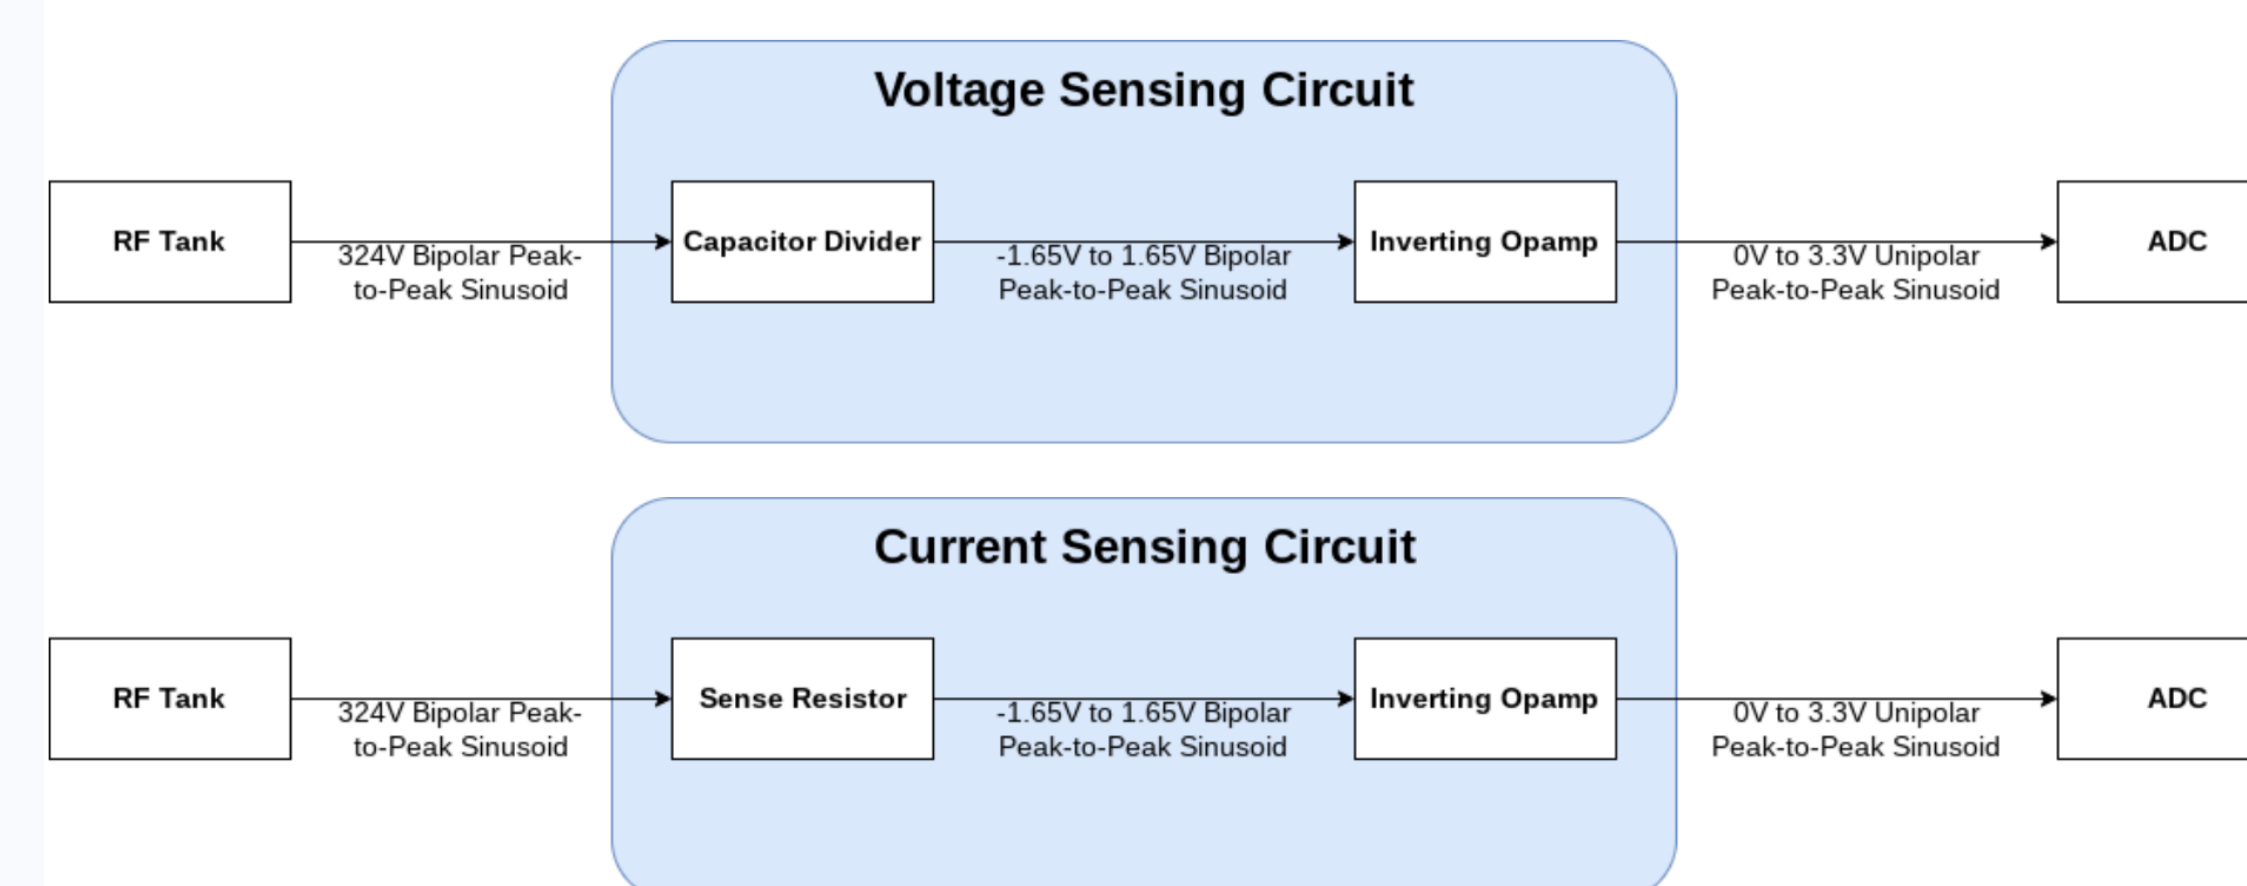 Voltage Sensing Circuit
RF Tank
324V Bipolar Peak-
to-Peak Sinusoid
Capacitor Divider
-1.65V to 1.65V Bipolar
Peak-to-Peak Sinusoid
Inverting Opamp
0V to 3.3V Unipolar
Peak-to-Peak Sinusoid
ADC
Current Sensing Circuit
RF Tank
324V Bipolar Peak-
to-Peak Sinusoid
Sense Resistor
-1.65V to 1.65V Bipolar
Peak-to-Peak Sinusoid
Inverting Opamp
0V to 3.3V Unipolar
Peak-to-Peak Sinusoid
ADC